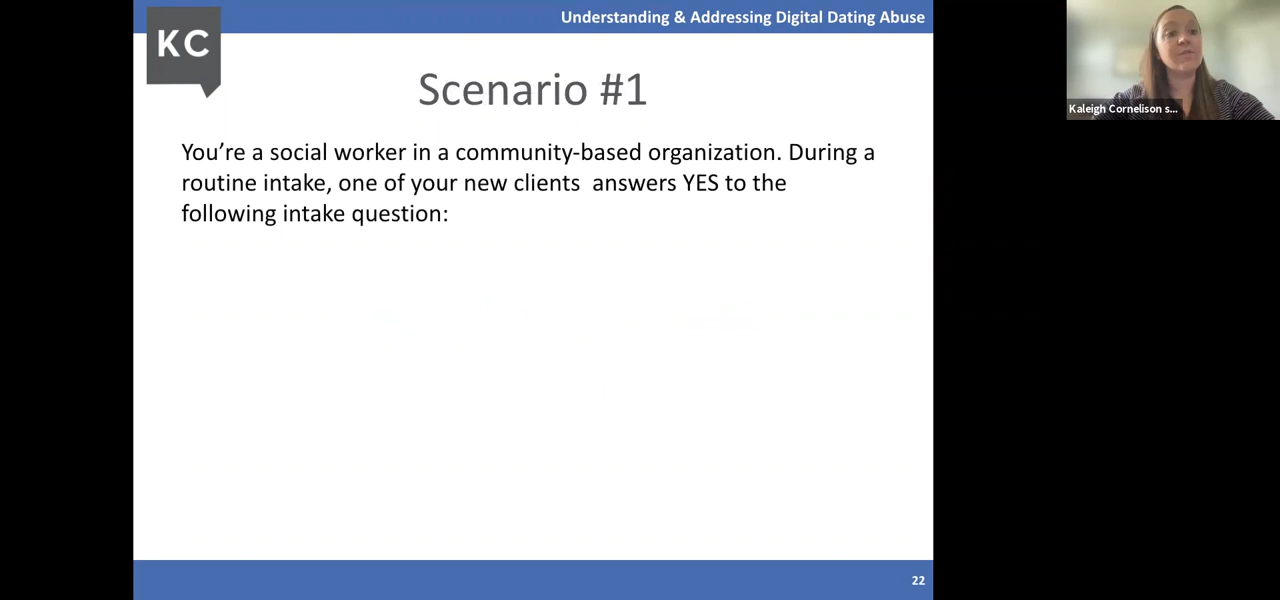 Understanding & Addressing Digital Dating Abuse
KC
Scenario #1
You’re a social worker in a community-based organization. During a
routine intake, one of your new clients  answers YES to the
following intake question:
22
Kaleigh Cornelison s...